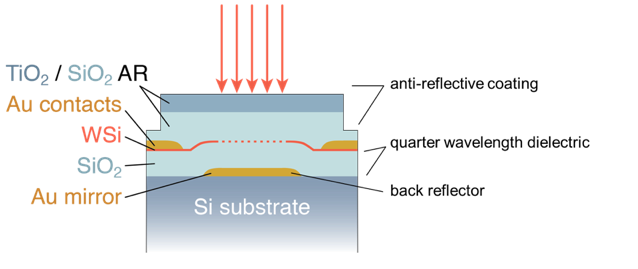 TiO₂ / SiO₂ AR
Au contacts
WSi
SiO₂
Au mirror
Si substrate
anti-reflective coating
quarter wavelength dielectric
back reflector